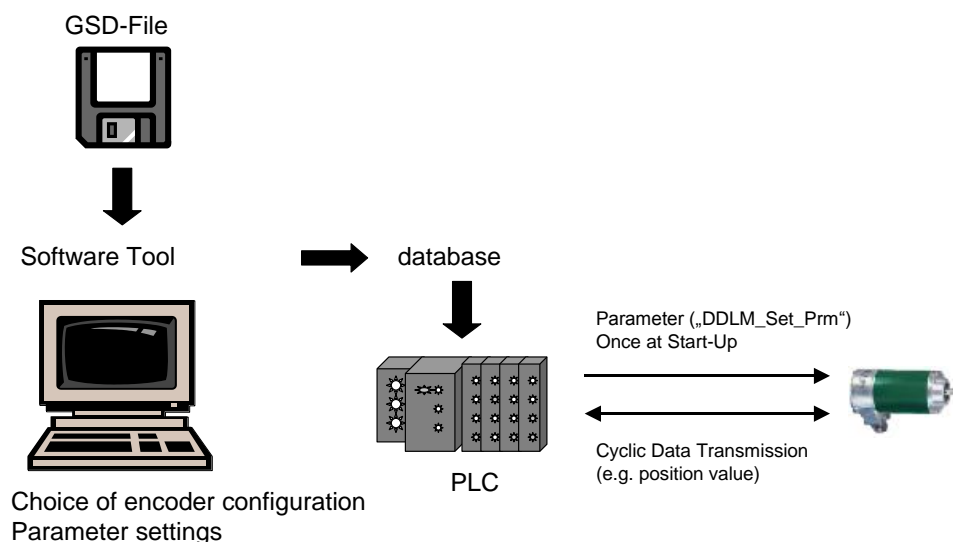 GSD-File
Software Tool
database
Parameter („DDLM_Set_Prm“)
Once at Start-Up
Cyclic Data Transmission
(e.g. position value)
PLC
Choice of encoder configuration
Parameter settings